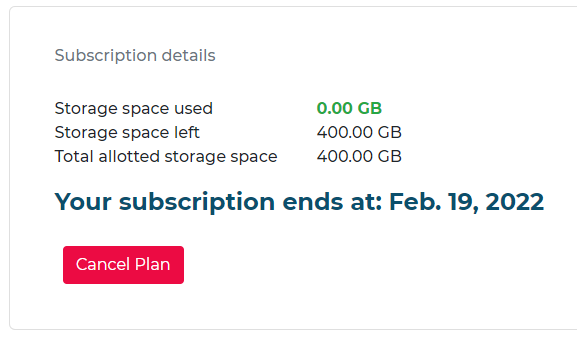 Subscription details
Storage space used 0.00 GB
Storage space left 400.00 GB
Total allotted storage space 400.00 GB
Your subscription ends at: Feb. 19, 2022
Cancel Plan